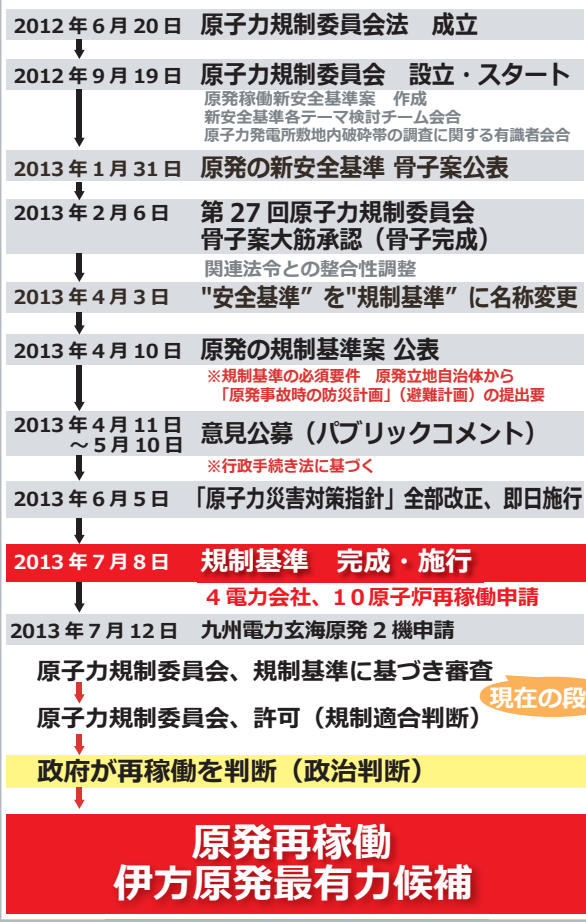 2012年6月20日 原子力規制委員会法 成立
2012年9月19日 原子力規制委員会 設立・スタート
原発稼働新安全基準案 作成
新安全基準各テーマ検討チーム会合
原子力発電所敷地内破砕帯の調査に関する有識者会合
2013年1月31日 原発の新安全基準 骨子案公表
2013年2月6日 第27回原子力規制委員会
骨子案大筋承認(骨子完成)
関連法令との整合性調整
2013年4月3日 "安全基準”を"規制基準”に名称変更
2013年4月10日 原発の規制基準案 公表
※規制基準の必須要件 原発立地自治体から
「原発事故時の防災計画」(避難計画)の提出要
2013年4月11日
~5月10日 意見公募(パブリックコメント)
※行政手続き法に基づく
2013年6月5日 「原子力災害対策指針」全部改正、即日施行
2013年7月8日 規制基準 完成・施行
4電力会社、10原子炉再稼働申請
2013年7月12日 九州電力玄海原発2機申請
原子力規制委員会、規制基準に基づき審査
現在の段
原子力規制委員会、許可(規制適合判断)
政府が再稼働を判断(政治判断)
原発再稼働
伊方原発最有力候補